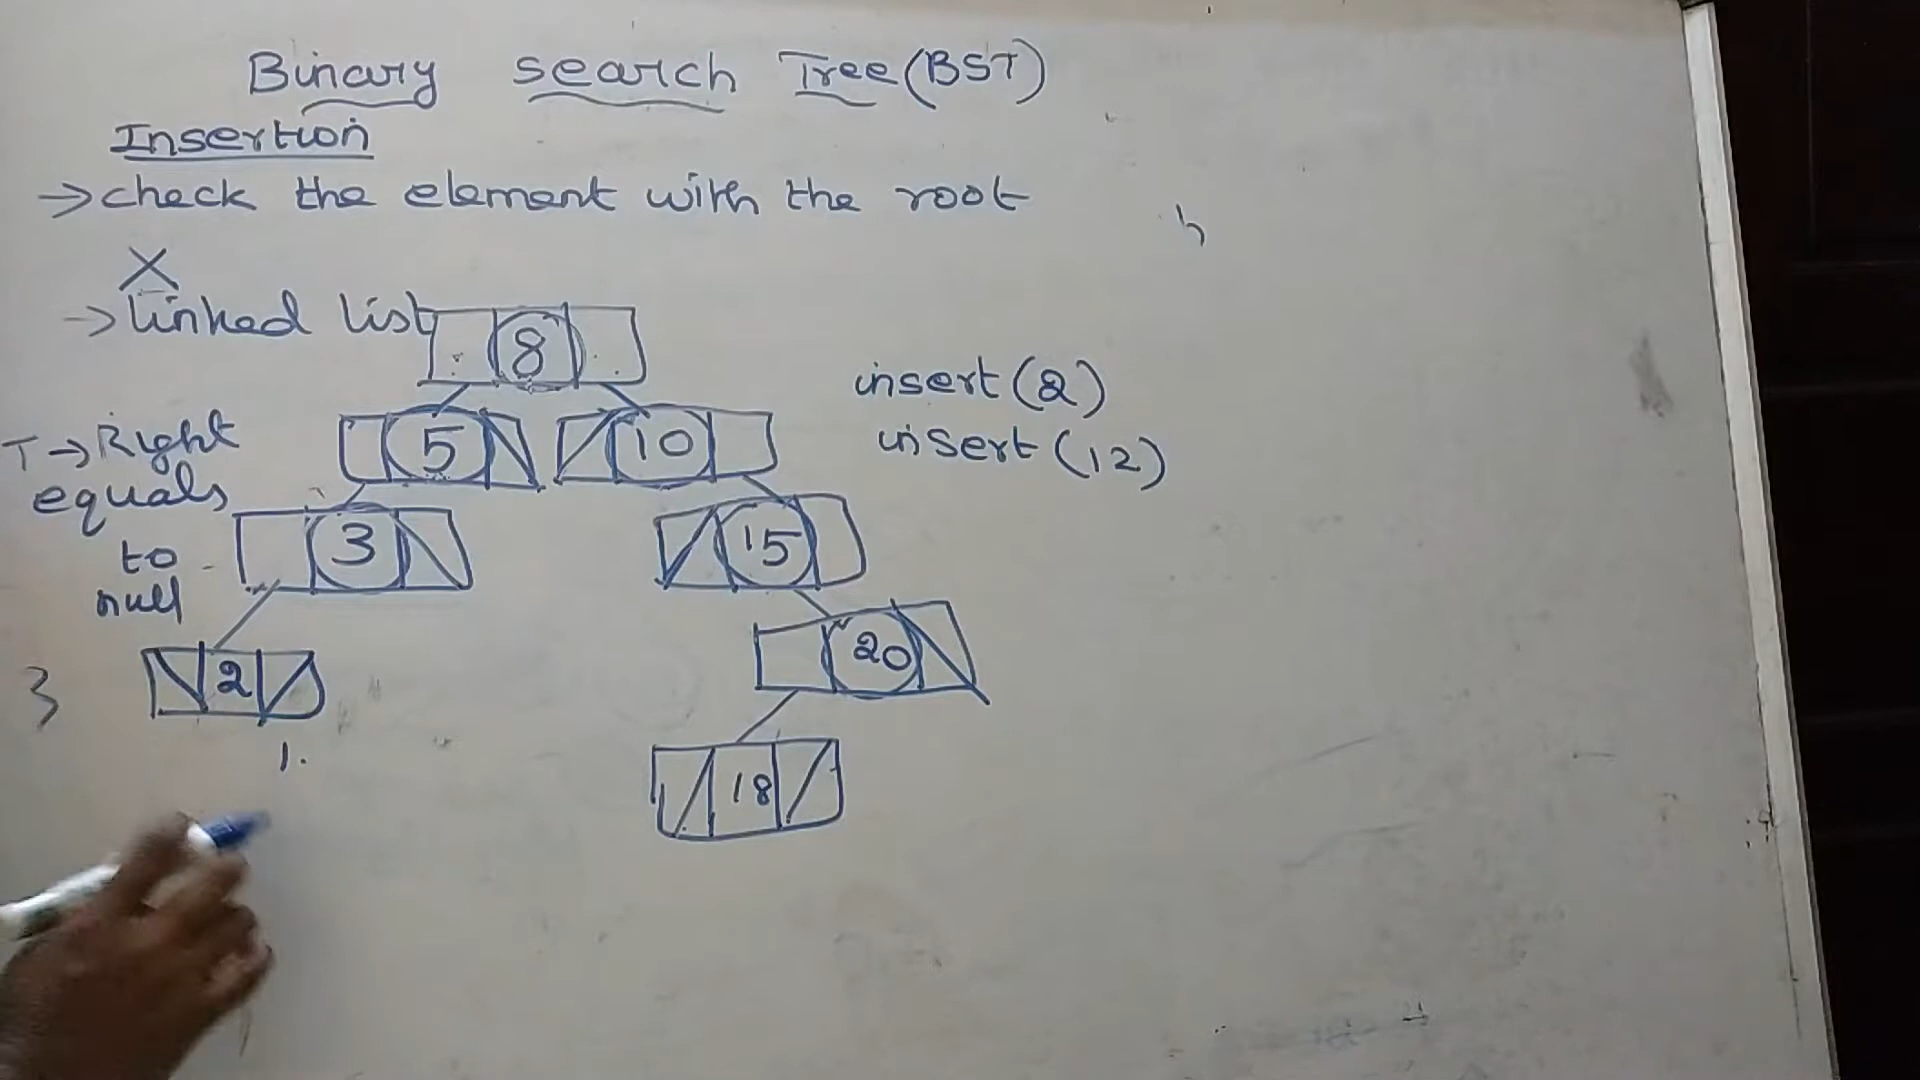 Binary search Tree (BST)
Insertion
→ check the element with the root
X
→ linked list
8
insert (2)
5
10
insert (12)
T → Right
equals
to
null
3
15
20
2
18
1.